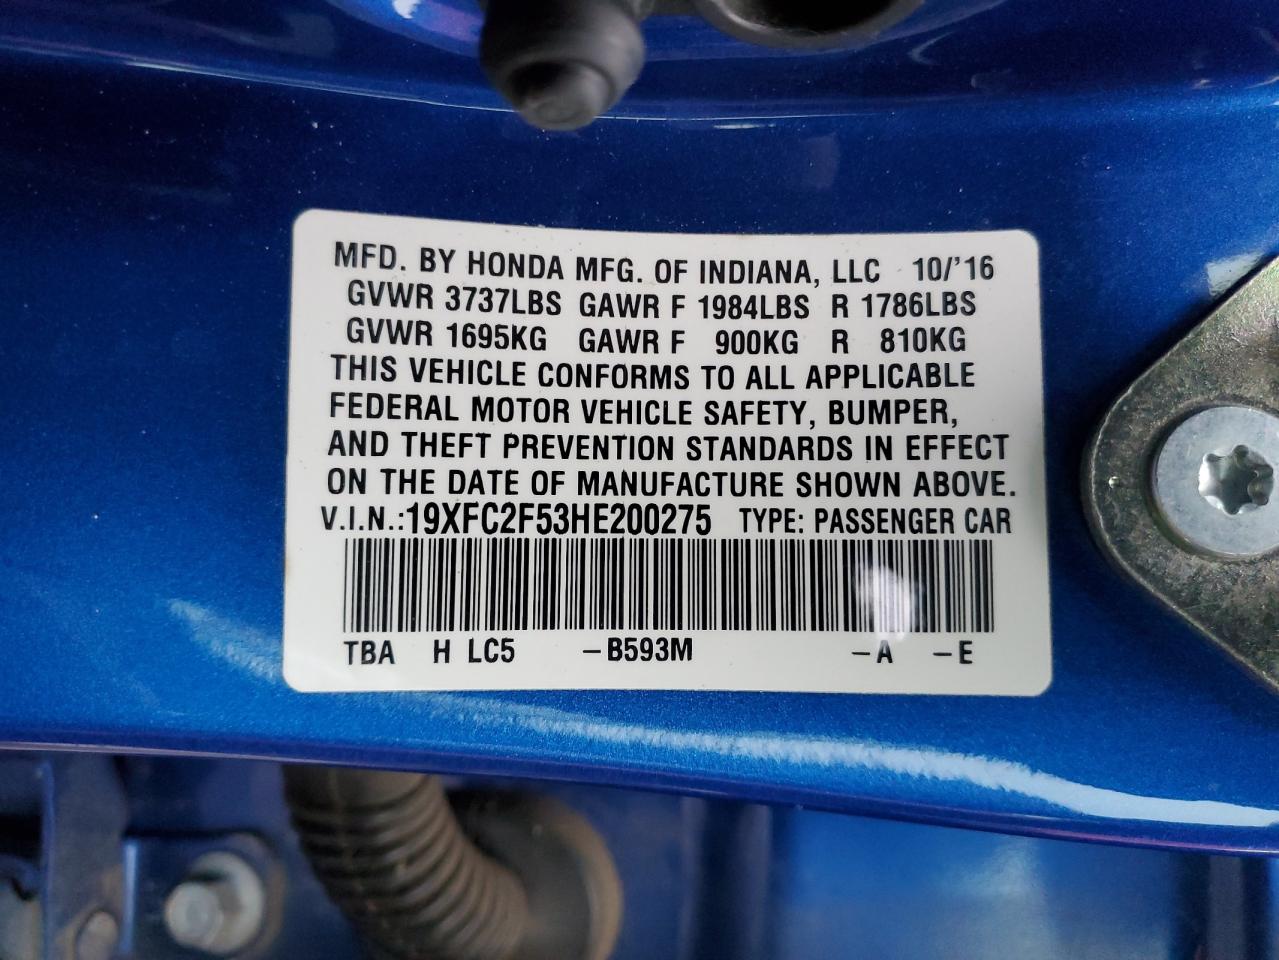 MFD. BY HONDA MFG. OF INDIANA, LLC 10/'16
GVWR 3737LBS GAWR F 1984LBS R 1786LBS
GVWR 1695KG GAWR F 900KG R 810KG
THIS VEHICLE CONFORMS TO ALL APPLICABLE
FEDERAL MOTOR VEHICLE SAFETY, BUMPER,
AND THEFT PREVENTION STANDARDS IN EFFECT
ON THE DATE OF MANUFACTURE SHOWN ABOVE.
V.I.N.:19XFC2F53HE200275 TYPE: PASSENGER CAR
TBA H LC5 –B593M –A –E